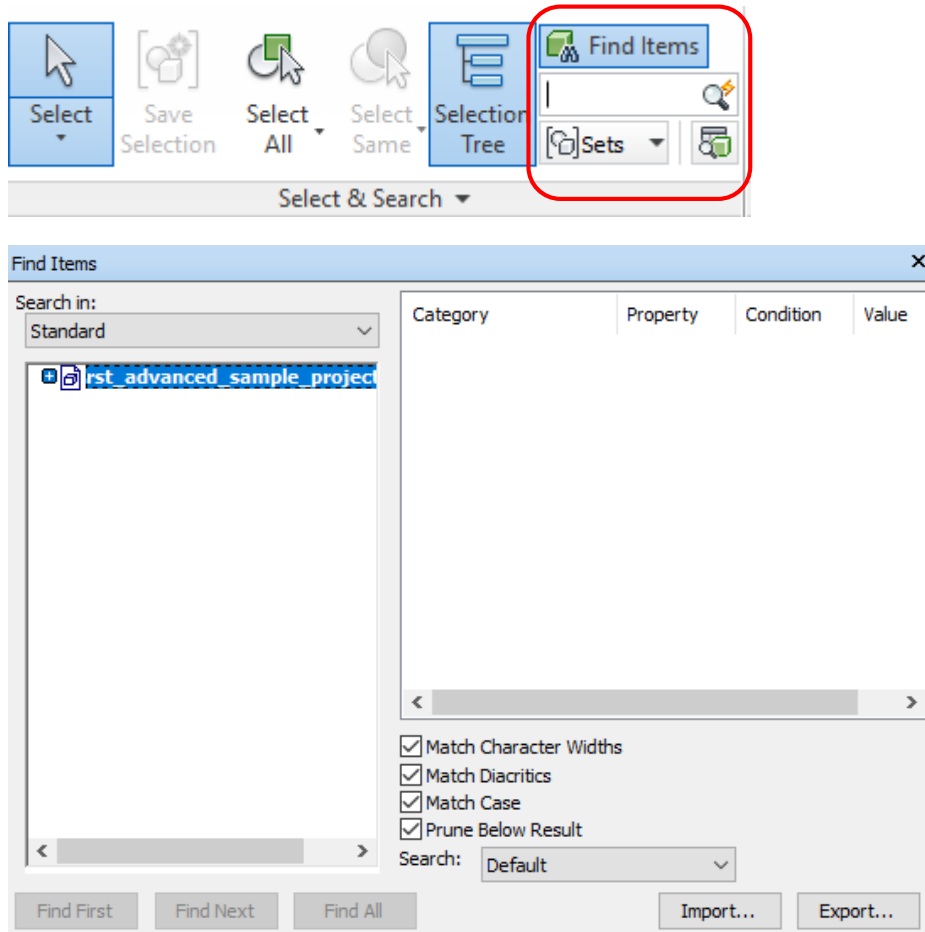 Find Items
Select
Save Selection
Select All
Select Same
Selection Tree
Sets
Select & Search
Find Items
Search in:
Standard
rst_advanced_sample_project
Category Property Condition Value
Match Character Widths
Match Diacritics
Match Case
Prune Below Result
Search: Default
Find First Find Next Find All Import... Export...